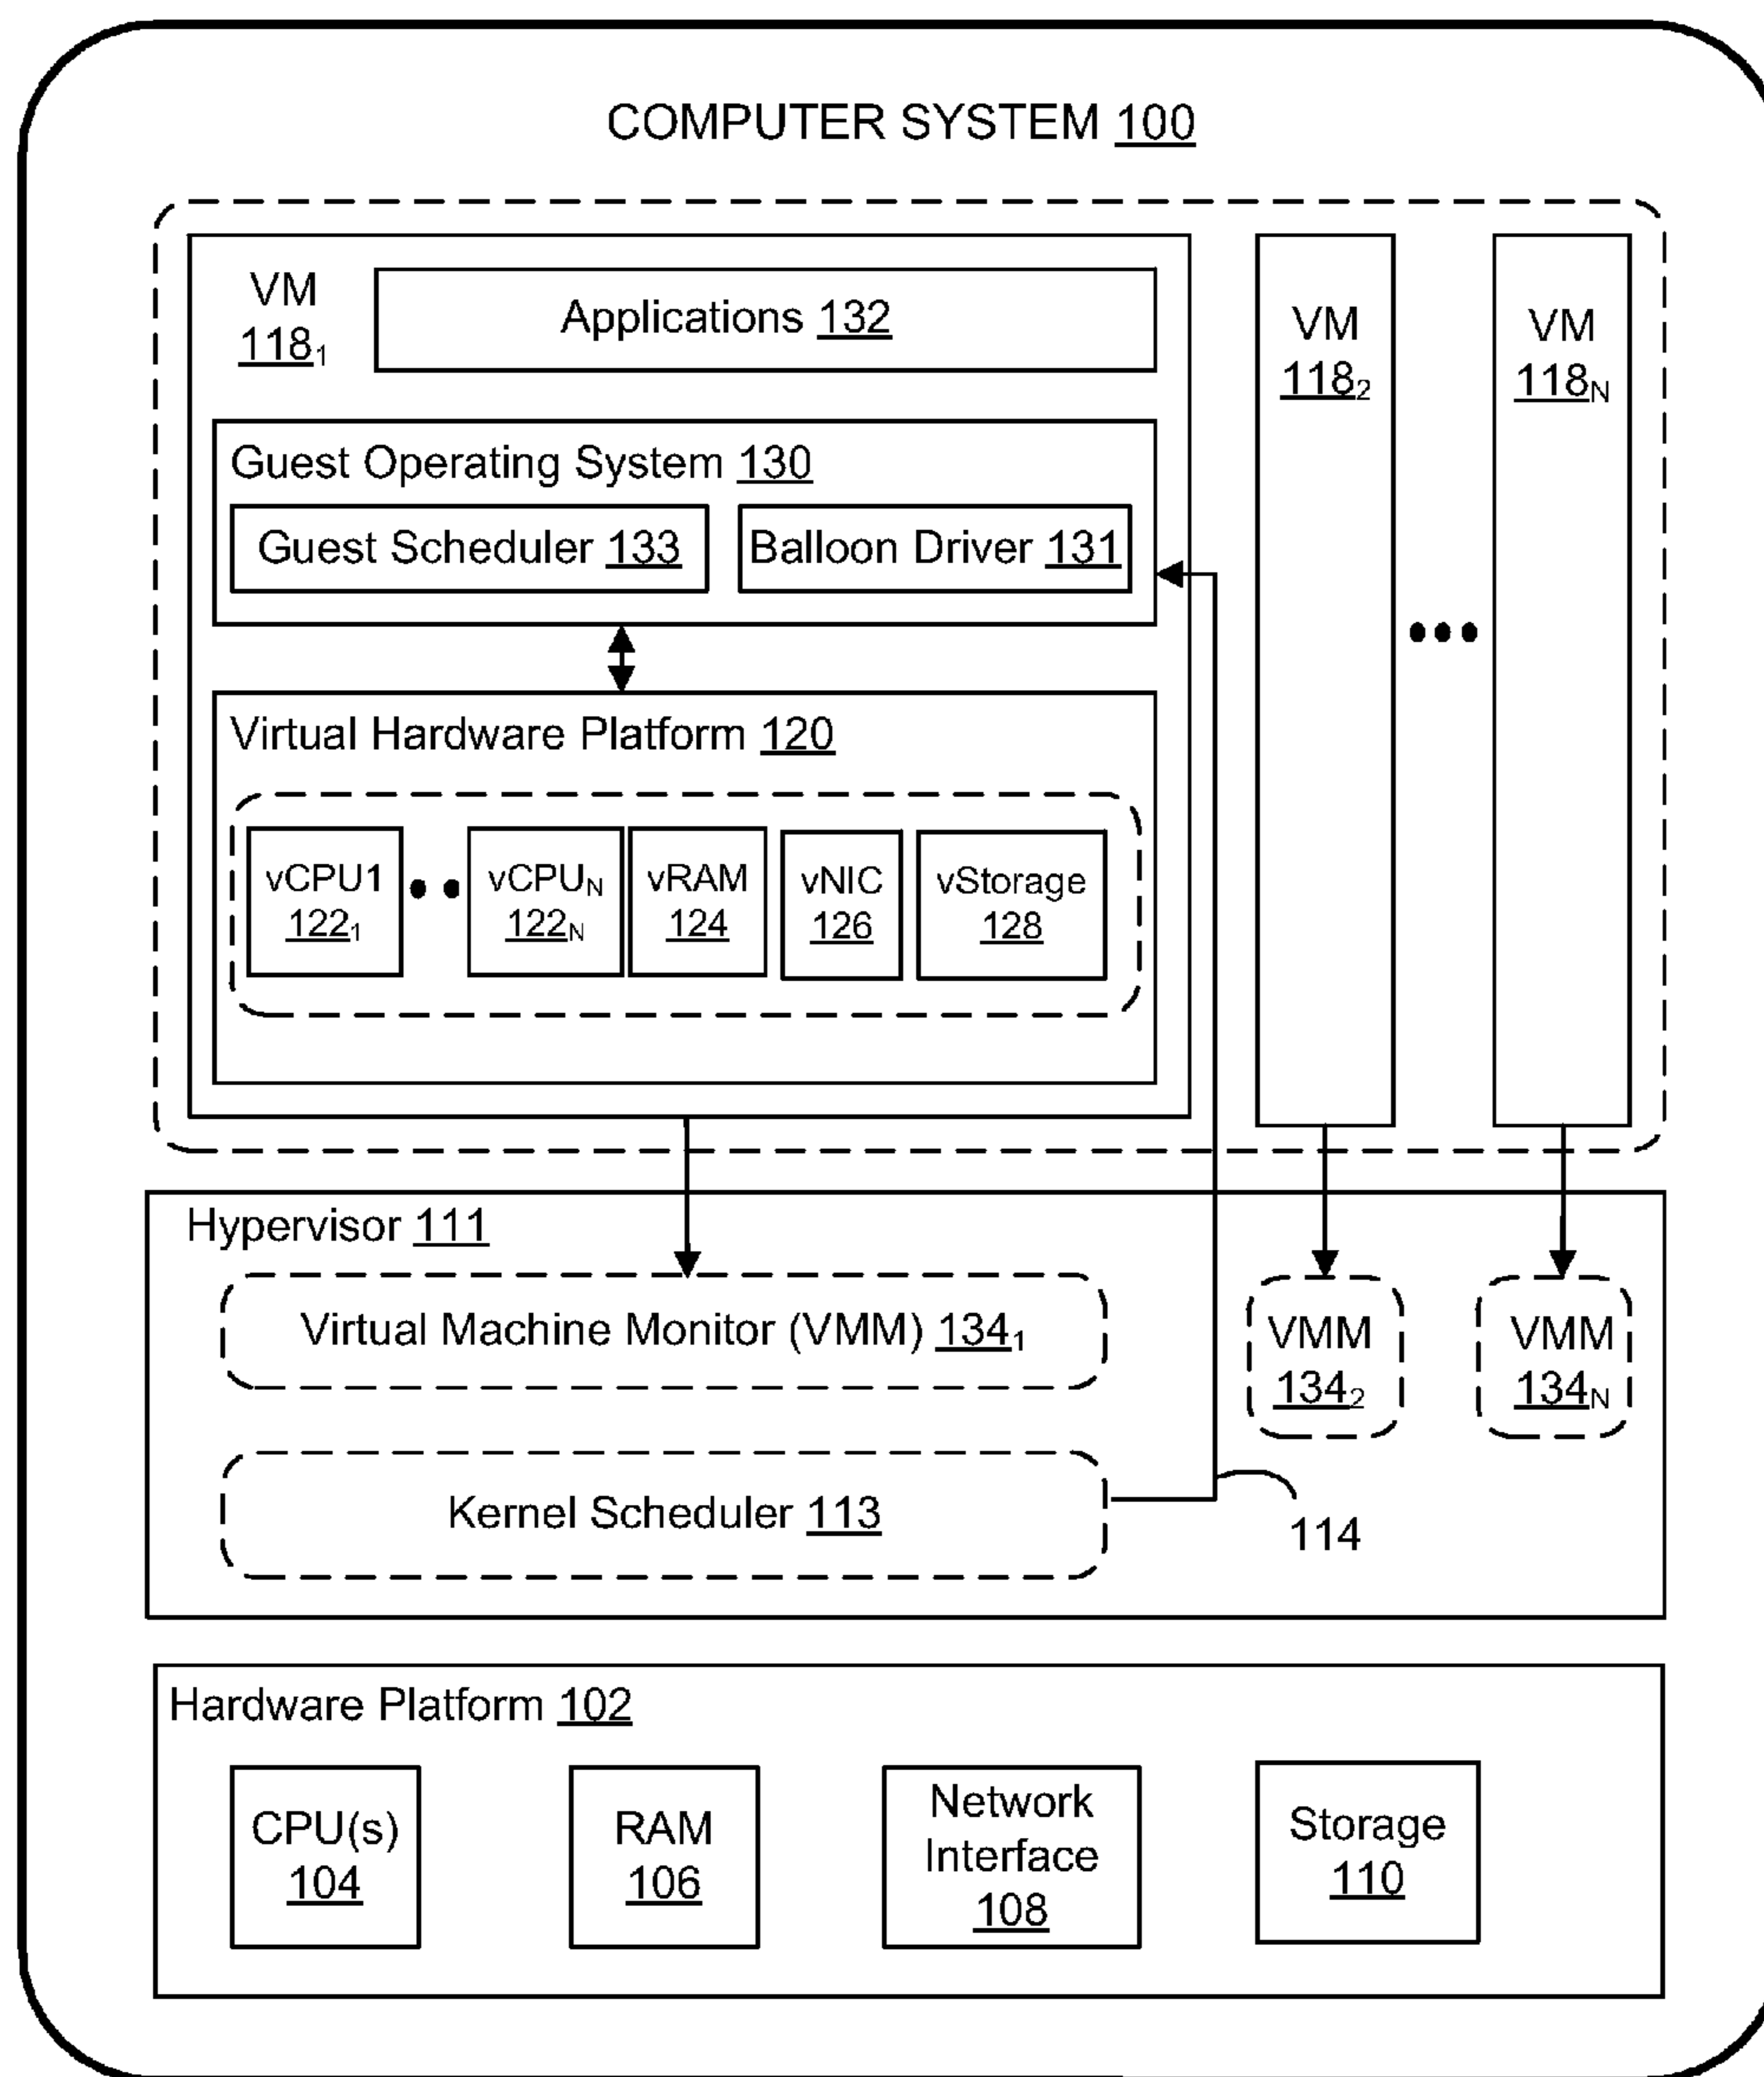 COMPUTER SYSTEM 100
VM
118₁
Applications 132
VM
118₂
VM
118N
Guest Operating System 130
Guest Scheduler 133
Balloon Driver 131
Virtual Hardware Platform 120
vCPU1
122₁
vCPUN
122N
vRAM
124
vNIC
126
vStorage
128
Hypervisor 111
Virtual Machine Monitor (VMM) 134₁
VMM
134₂
VMM
134N
Kernel Scheduler 113
114
Hardware Platform 102
CPU(s)
104
RAM
106
Network
Interface
108
Storage
110